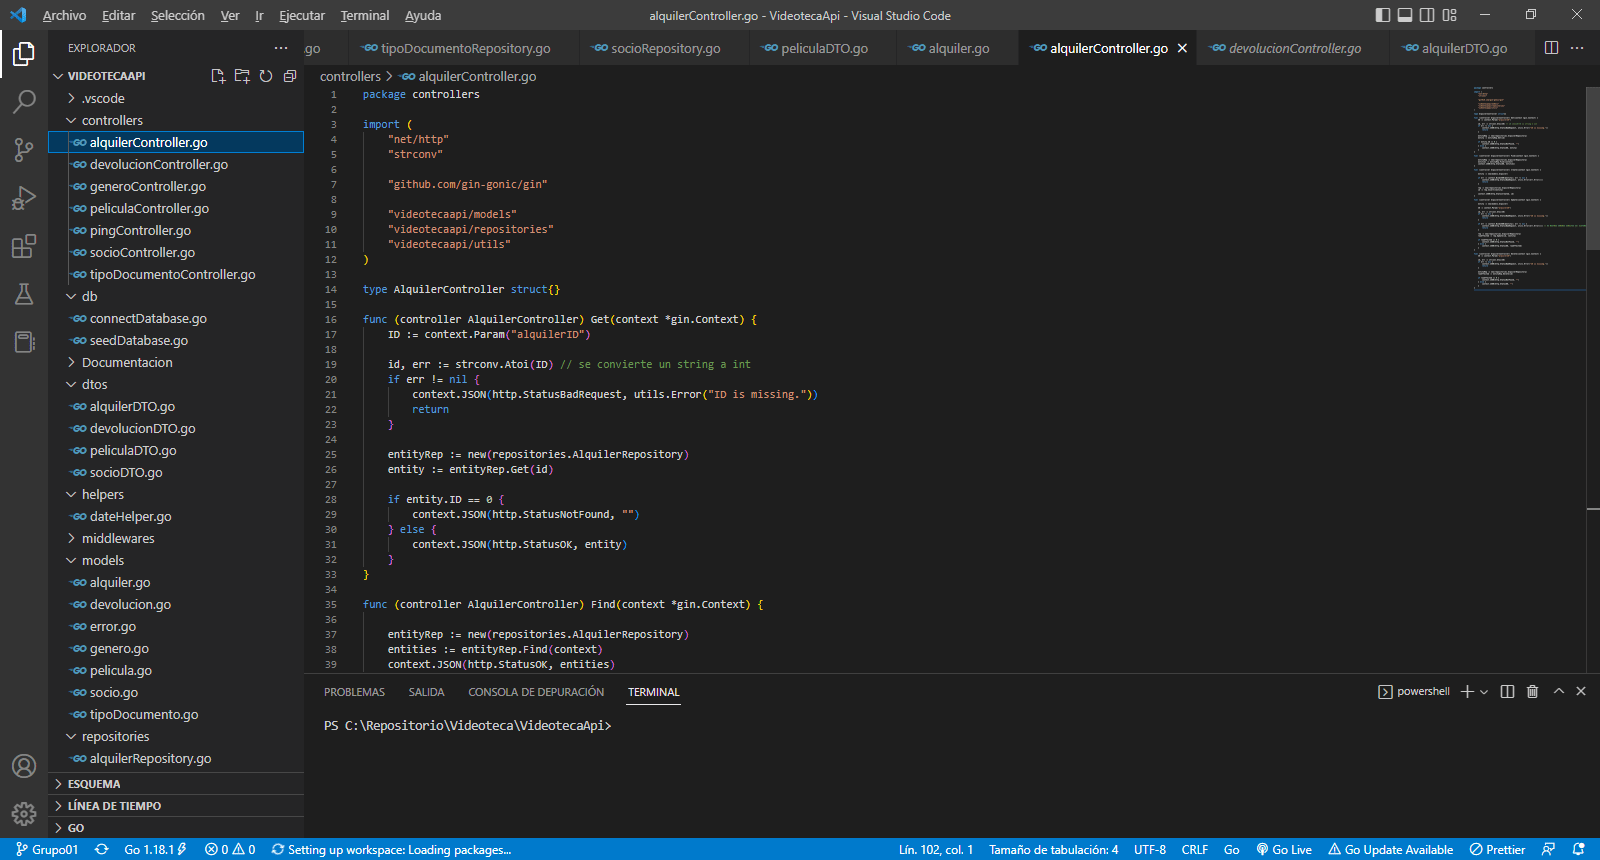 Archivo Editar Selección Ver Ir Ejecutar Terminal Ayuda
alquilerController.go - VideotecaApi - Visual Studio Code
EXPLORADOR
.go tipoDocumentoRepository.go socioRepository.go peliculaDTO.go alquiler.go alquilerController.go devolucionController.go alquilerDTO.go
controllers > alquilerController.go
VIDEOTECAAPI
.vscode
controllers
alquilerController.go
devolucionController.go
generoController.go
peliculaController.go
pingController.go
socioController.go
tipoDocumentoController.go
db
connectDatabase.go
seedDatabase.go
Documentacion
dtos
alquilerDTO.go
devolucionDTO.go
peliculaDTO.go
socioDTO.go
helpers
dateHelper.go
middlewares
models
alquiler.go
devolucion.go
error.go
genero.go
pelicula.go
socio.go
tipoDocumento.go
repositories
alquilerRepository.go
ESQUEMA
LÍNEA DE TIEMPO
GO
1 package controllers
2
3 import (
4 "net/http"
5 "strconv"
6
7 "github.com/gin-gonic/gin"
8
9 "videotecaapi/models"
10 "videotecaapi/repositories"
11 "videotecaapi/utils"
12 )
13
14 type AlquilerController struct{}
15
16 func (controller AlquilerController) Get(context *gin.Context) {
17 ID := context.Param("alquilerID")
18
19 id, err := strconv.Atoi(ID) // se convierte un string a int
20 if err != nil {
21 context.JSON(http.StatusBadRequest, utils.Error("ID is missing."))
22 return
23 }
24
25 entityRep := new(repositories.AlquilerRepository)
26 entity := entityRep.Get(id)
27
28 if entity.ID == 0 {
29 context.JSON(http.StatusNotFound, "")
30 } else {
31 context.JSON(http.StatusOK, entity)
32 }
33 }
34
35 func (controller AlquilerController) Find(context *gin.Context) {
36
37 entityRep := new(repositories.AlquilerRepository)
38 entities := entityRep.Find(context)
39 context.JSON(http.StatusOK, entities)
PROBLEMAS SALIDA CONSOLA DE DEPURACIÓN TERMINAL
powershell
PS C:\Repositorio\Videoteca\VideotecaApi>
Grupo01 Go 1.18.1 0 0 Setting up workspace: Loading packages... Lín. 102, col. 1 Tamaño de tabulación: 4 UTF-8 CRLF Go Go Live Go Update Available Prettier